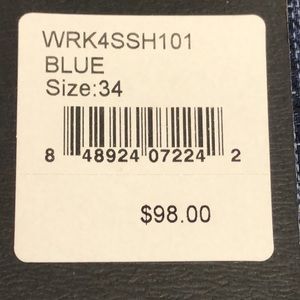 WRK4SSH101
BLUE
Size:34
8 48924 07224 2
$98.00